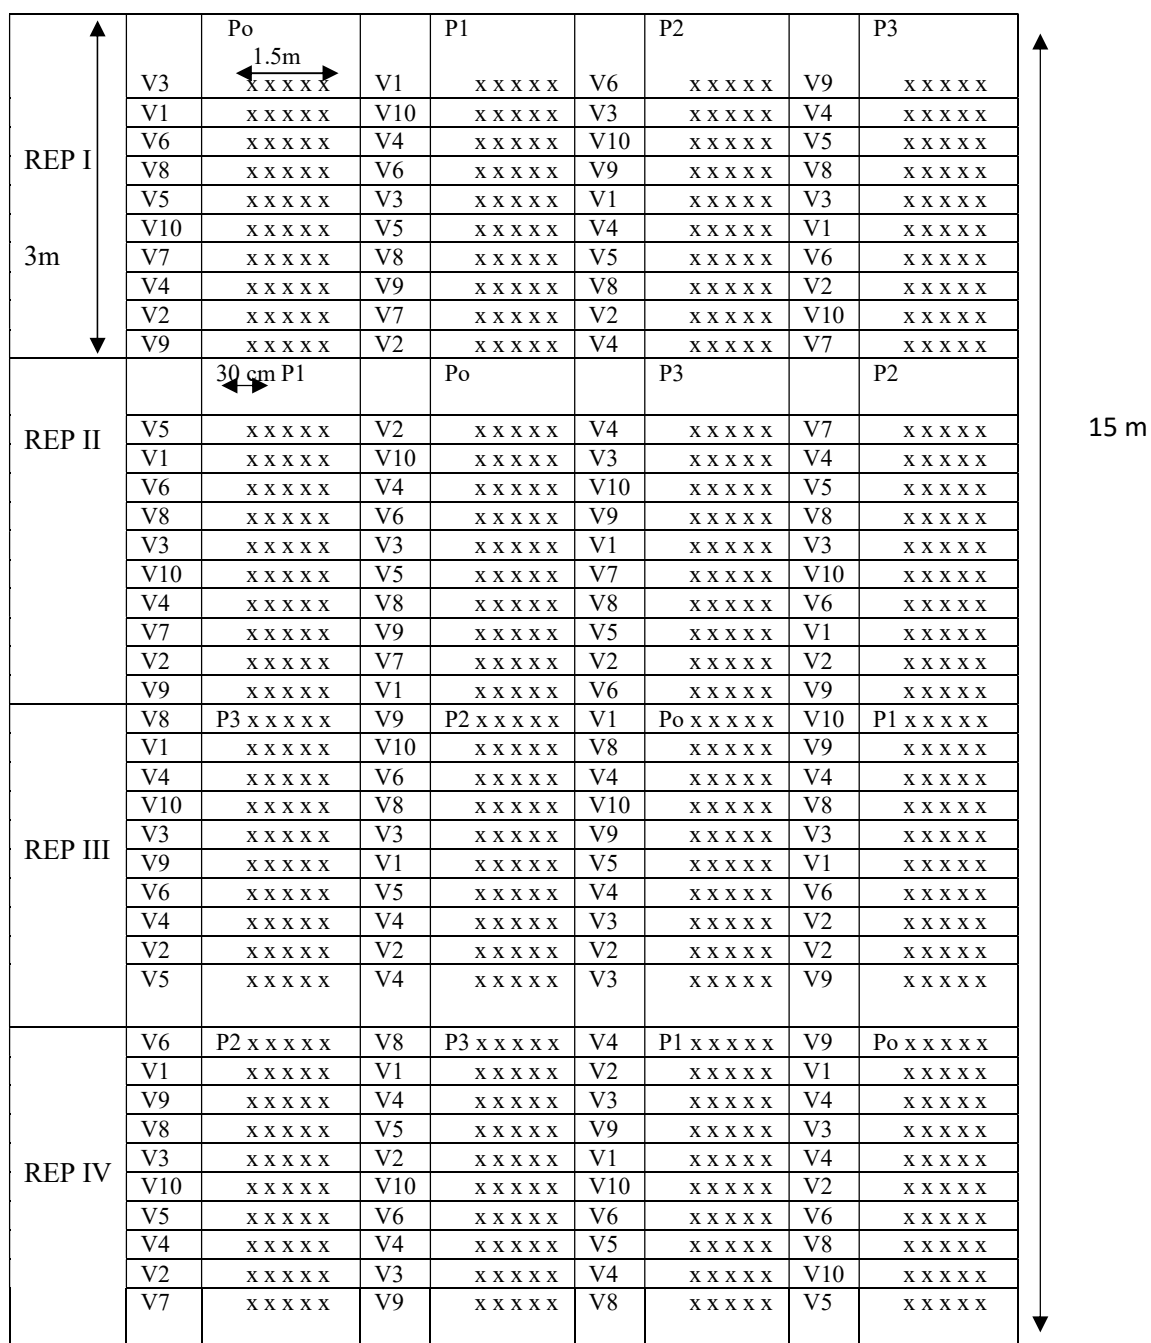 Po P1 P2 P3
1.5m
V3 x x x x x V1 x x x x x V6 x x x x x V9 x x x x x
V1 x x x x x V10 x x x x x V3 x x x x x V4 x x x x x
V6 x x x x x V4 x x x x x V10 x x x x x V5 x x x x x
REP I
V8 x x x x x V6 x x x x x V9 x x x x x V8 x x x x x
V5 x x x x x V3 x x x x x V1 x x x x x V3 x x x x x
V10 x x x x x V5 x x x x x V4 x x x x x V1 x x x x x
3m V7 x x x x x V8 x x x x x V5 x x x x x V6 x x x x x
V4 x x x x x V9 x x x x x V8 x x x x x V2 x x x x x
V2 x x x x x V7 x x x x x V2 x x x x x V10 x x x x x
V9 x x x x x V2 x x x x x V4 x x x x x V7 x x x x x
30 cm P1 Po P3 P2
REP II V5 x x x x x V2 x x x x x V4 x x x x x V7 x x x x x 15 m
V1 x x x x x V10 x x x x x V3 x x x x x V4 x x x x x
V6 x x x x x V4 x x x x x V10 x x x x x V5 x x x x x
V8 x x x x x V6 x x x x x V9 x x x x x V8 x x x x x
V3 x x x x x V3 x x x x x V1 x x x x x V3 x x x x x
V10 x x x x x V5 x x x x x V7 x x x x x V10 x x x x x
V4 x x x x x V8 x x x x x V8 x x x x x V6 x x x x x
V7 x x x x x V9 x x x x x V5 x x x x x V1 x x x x x
V2 x x x x x V7 x x x x x V2 x x x x x V2 x x x x x
V9 x x x x x V1 x x x x x V6 x x x x x V9 x x x x x
V8 P3 x x x x x V9 P2 x x x x x V1 Po x x x x x V10 P1 x x x x x
V1 x x x x x V10 x x x x x V8 x x x x x V9 x x x x x
V4 x x x x x V6 x x x x x V4 x x x x x V4 x x x x x
V10 x x x x x V8 x x x x x V10 x x x x x V8 x x x x x
V3 x x x x x V3 x x x x x V9 x x x x x V3 x x x x x
REP III
V9 x x x x x V1 x x x x x V5 x x x x x V1 x x x x x
V6 x x x x x V5 x x x x x V4 x x x x x V6 x x x x x
V4 x x x x x V4 x x x x x V3 x x x x x V2 x x x x x
V2 x x x x x V2 x x x x x V2 x x x x x V2 x x x x x
V5 x x x x x V4 x x x x x V3 x x x x x V9 x x x x x
V6 P2 x x x x x V8 P3 x x x x x V4 P1 x x x x x V9 Po x x x x x
V1 x x x x x V1 x x x x x V2 x x x x x V1 x x x x x
V9 x x x x x V4 x x x x x V3 x x x x x V4 x x x x x
V8 x x x x x V5 x x x x x V9 x x x x x V3 x x x x x
V3 x x x x x V2 x x x x x V1 x x x x x V4 x x x x x
REP IV
V10 x x x x x V10 x x x x x V10 x x x x x V2 x x x x x
V5 x x x x x V6 x x x x x V6 x x x x x V6 x x x x x
V4 x x x x x V4 x x x x x V5 x x x x x V8 x x x x x
V2 x x x x x V3 x x x x x V4 x x x x x V10 x x x x x
V7 x x x x x V9 x x x x x V8 x x x x x V5 x x x x x